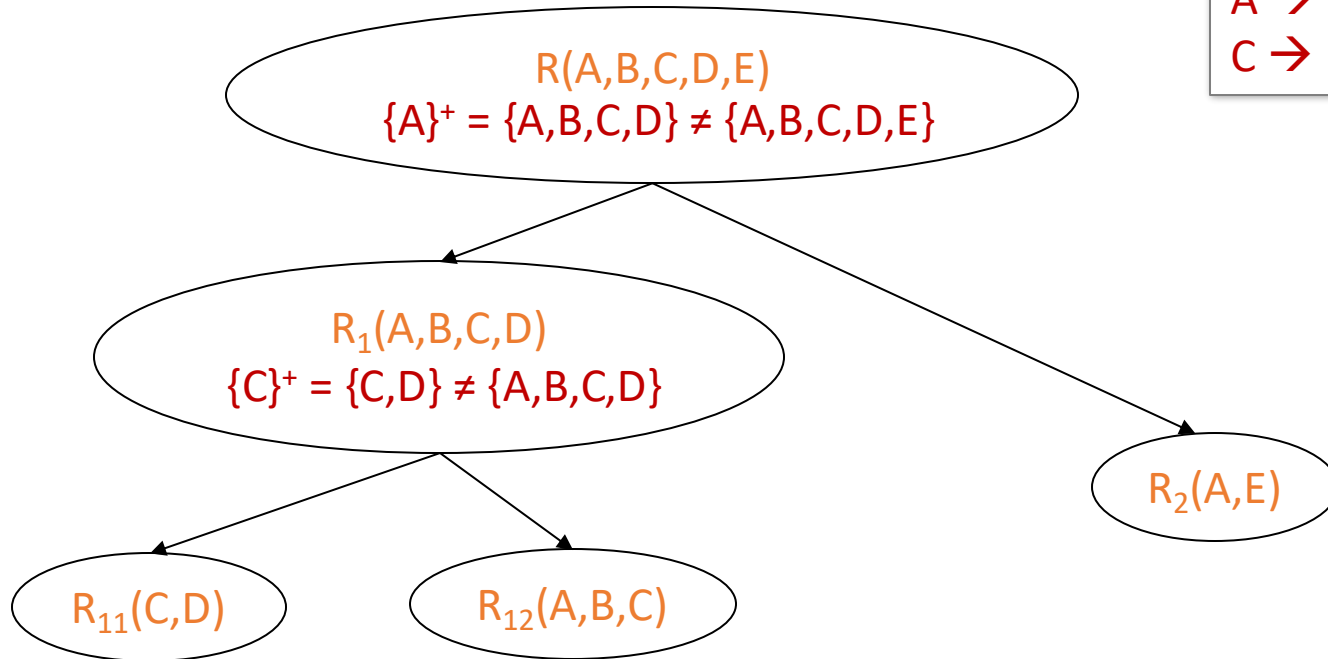 A →
C →
R(A,B,C,D,E)
{A}⁺ = {A,B,C,D} ≠ {A,B,C,D,E}
R₁(A,B,C,D)
{C}⁺ = {C,D} ≠ {A,B,C,D}
R₂(A,E)
R₁₁(C,D)
R₁₂(A,B,C)